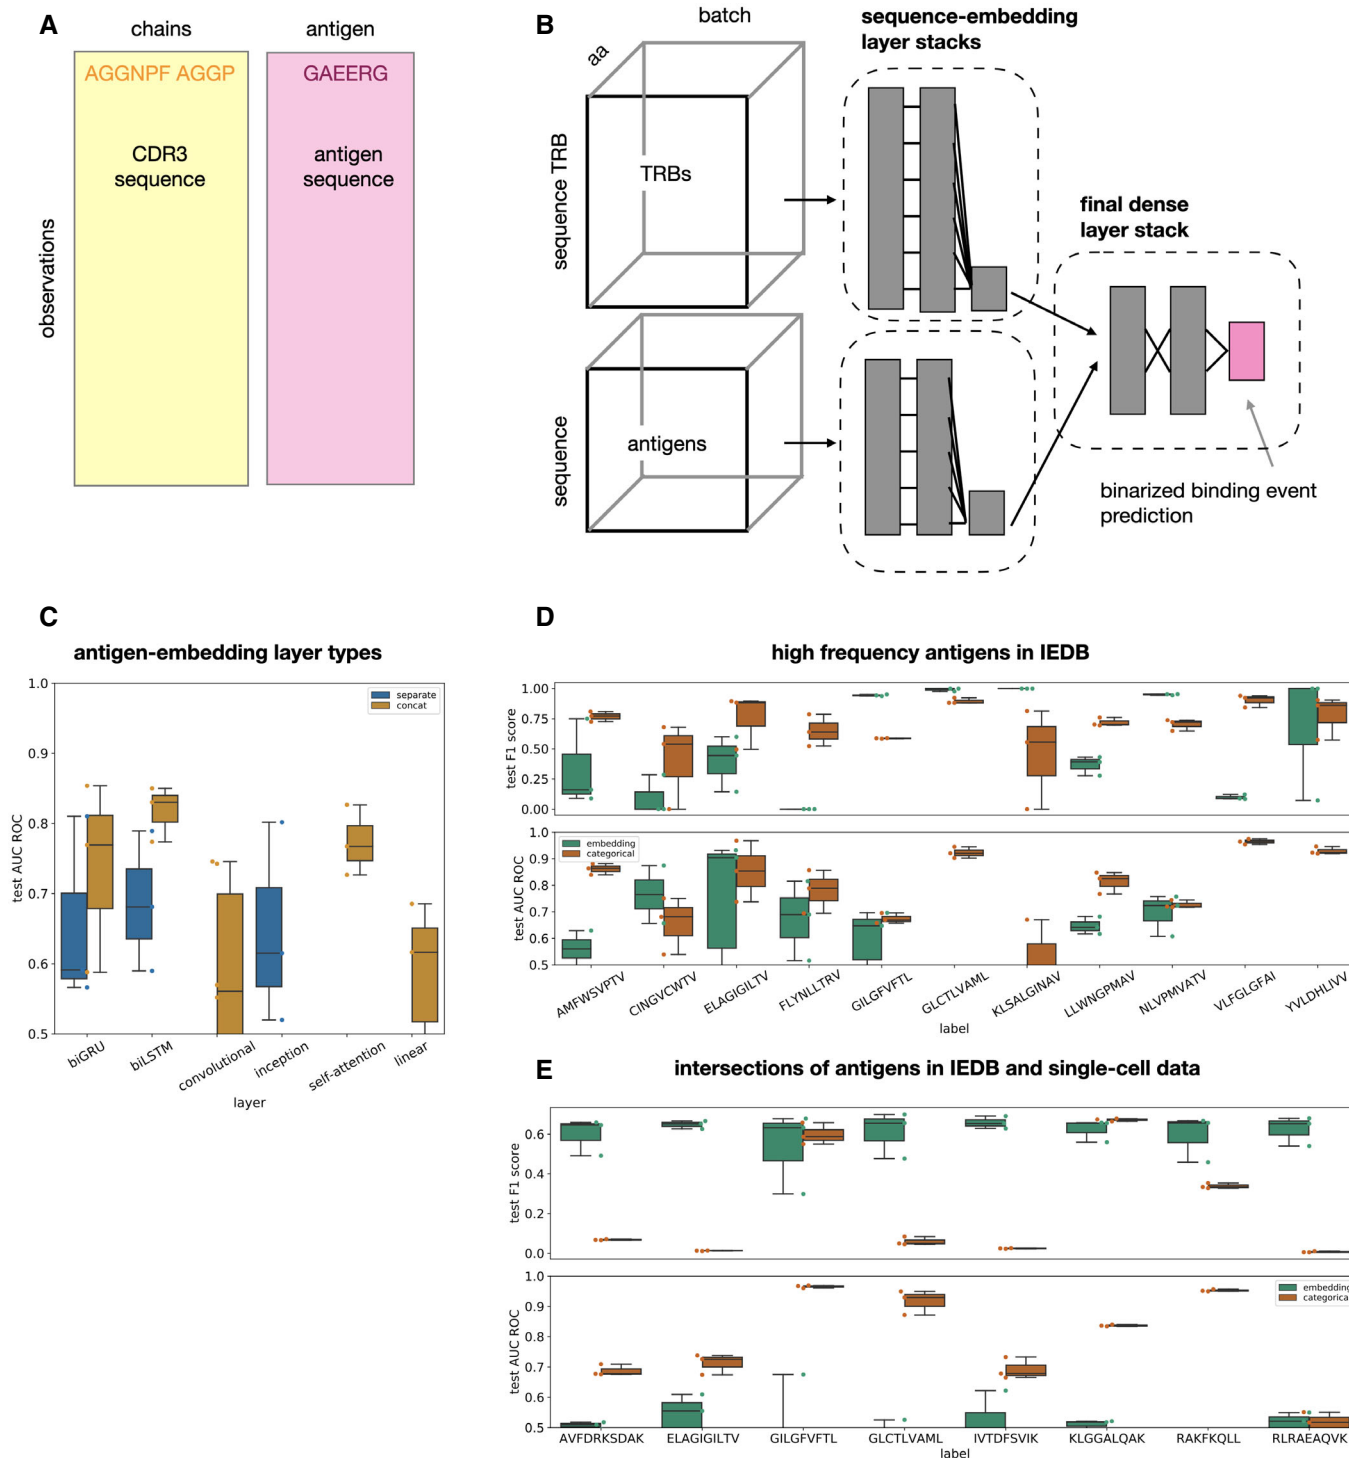 A
chains
antigen
AGGNPF AGGP
GAEERG
CDR3
sequence
antigen
sequence
observations
B
batch
aa
sequence TRB
TRBs
sequence
antigens
sequence-embedding
layer stacks
final dense
layer stack
binarized binding event
prediction
C
antigen-embedding layer types
1.0
0.9
0.8
0.7
0.6
0.5
test AUC ROC
separate
concat
biGRU
biLSTM
convolutional
inception
self-attention
linear
layer
D
high frequency antigens in IEDB
1.00
0.75
0.50
0.25
0.00
test F1 score
1.0
0.9
0.8
0.7
0.6
0.5
test AUC ROC
embedding
categorical
AMFWSVPTV
CINGVCWTV
ELAGIGILTV
FLYNLLTRV
GILGFVFTL
GLCTLVAML
KLSALGINAV
LLWNGPMAV
NLVPMVATV
VLFGLGFAI
YVLDHLIVV
label
E
intersections of antigens in IEDB and single-cell data
0.6
0.4
0.2
0.0
test F1 score
1.0
0.9
0.8
0.7
0.6
0.5
test AUC ROC
embedding
categorical
AVFDRKSDAK
ELAGIGILTV
GILGFVFTL
GLCTLVAML
IVTDFSVIK
KLGGALQAK
RAKFKQLL
RLRAEAQVK
label